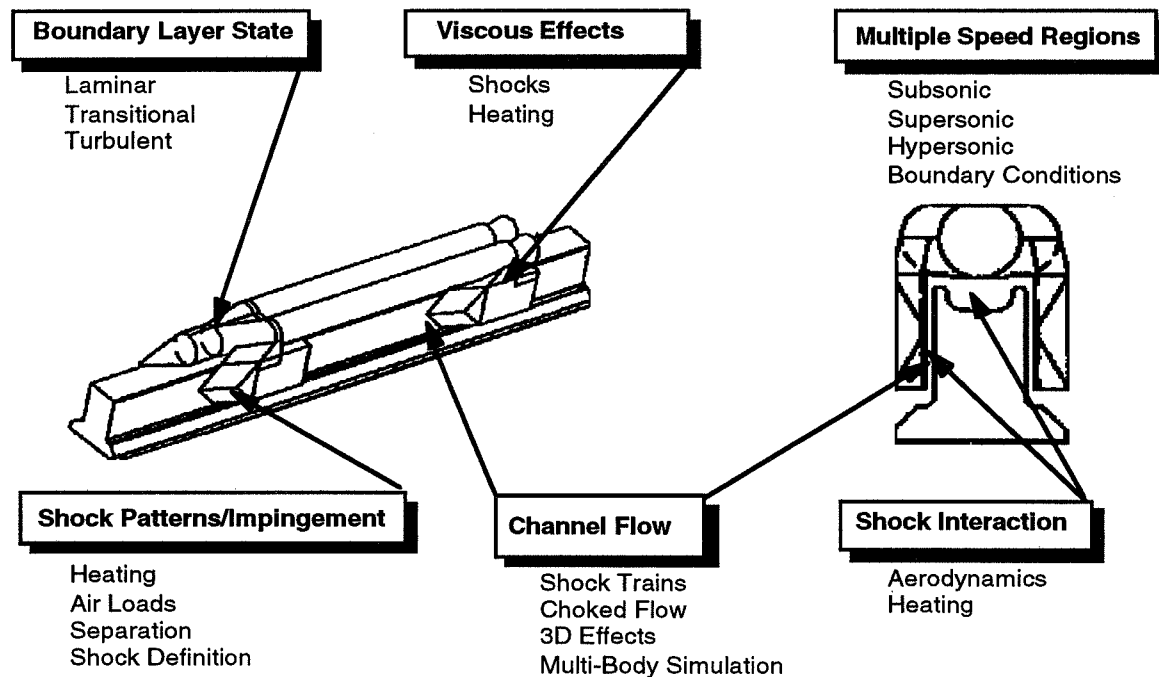 Boundary Layer State
Laminar
Transitional
Turbulent
Viscous Effects
Shocks
Heating
Multiple Speed Regions
Subsonic
Supersonic
Hypersonic
Boundary Conditions
Shock Patterns/Impingement
Heating
Air Loads
Separation
Shock Definition
Channel Flow
Shock Trains
Choked Flow
3D Effects
Multi-Body Simulation
Shock Interaction
Aerodynamics
Heating